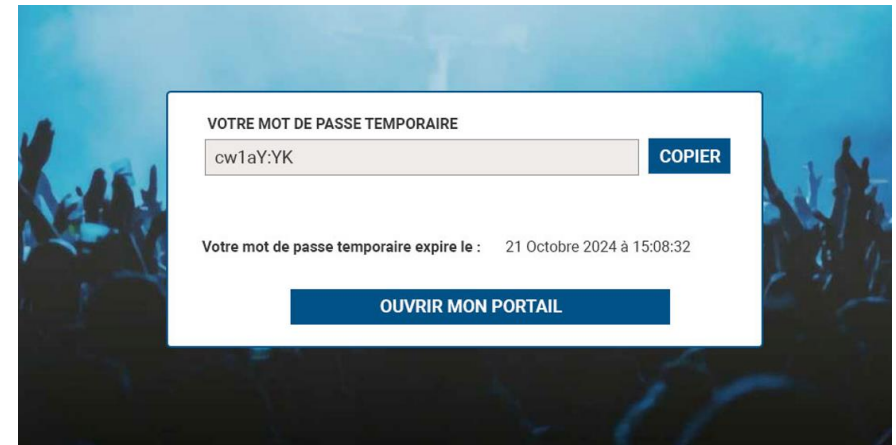 VOTRE MOT DE PASSE TEMPORAIRE
cw1aY:YK COPIER
Votre mot de passe temporaire expire le : 21 Octobre 2024 à 15:08:32
OUVRIR MON PORTAIL